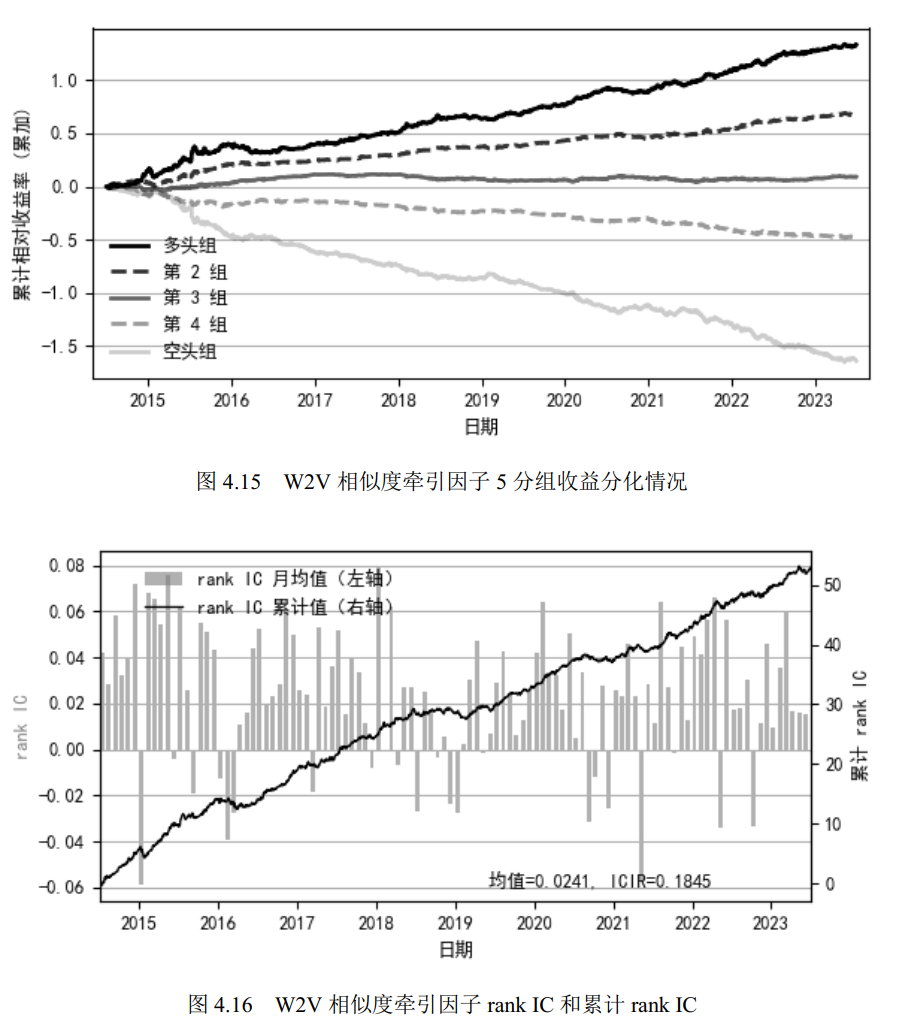 累计相对收益率（累加）
1.0
0.5
0.0
-0.5
-1.0
-1.5
多头组
第 2 组
第 3 组
第 4 组
空头组
2015 2016 2017 2018 2019 2020 2021 2022 2023
日期
图 4.15 W2V 相似度牵引因子 5 分组收益分化情况
rank IC
0.08
0.06
0.04
0.02
0.00
-0.02
-0.04
-0.06
rank IC 月均值（左轴）
rank IC 累计值（右轴）
50
40
30
20
10
0
累计 rank IC
均值=0.0241, ICIR=0.1845
2015 2016 2017 2018 2019 2020 2021 2022 2023
日期
图 4.16 W2V 相似度牵引因子 rank IC 和累计 rank IC